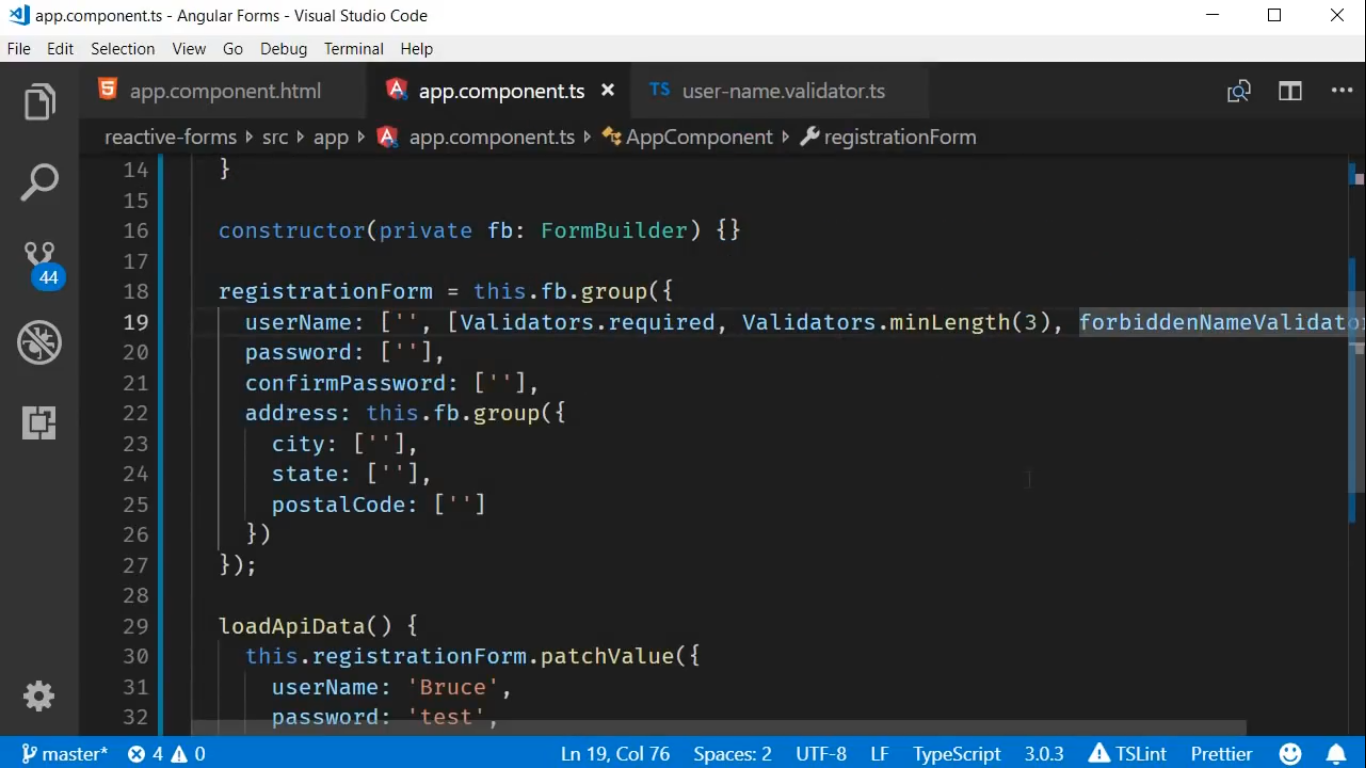 app.component.ts - Angular Forms - Visual Studio Code
File Edit Selection View Go Debug Terminal Help
app.component.html app.component.ts TS user-name.validator.ts
reactive-forms src app app.component.ts AppComponent registrationForm
14 }
15
16 constructor(private fb: FormBuilder) {}
17
18 registrationForm = this.fb.group({
19 userName: ['', [Validators.required, Validators.minLength(3), forbiddenNameValidator
20 password: [''],
21 confirmPassword: [''],
22 address: this.fb.group({
23 city: [''],
24 state: [''],
25 postalCode: ['']
26 })
27 });
28
29 loadApiData() {
30 this.registrationForm.patchValue({
31 userName: 'Bruce',
32 password: 'test',
44
master* 4 0 Ln 19, Col 76 Spaces: 2 UTF-8 LF TypeScript 3.0.3 TSLint Prettier